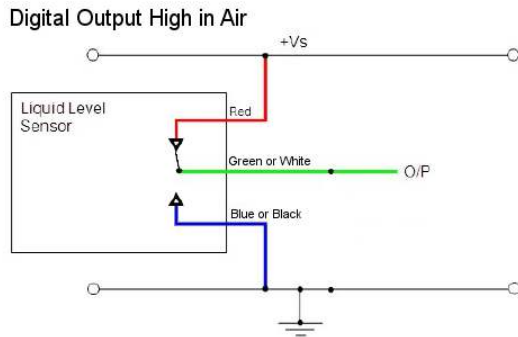 Digital Output High in Air
+Vs
Liquid Level
Sensor
Red
Green or White
O/P
Blue or Black